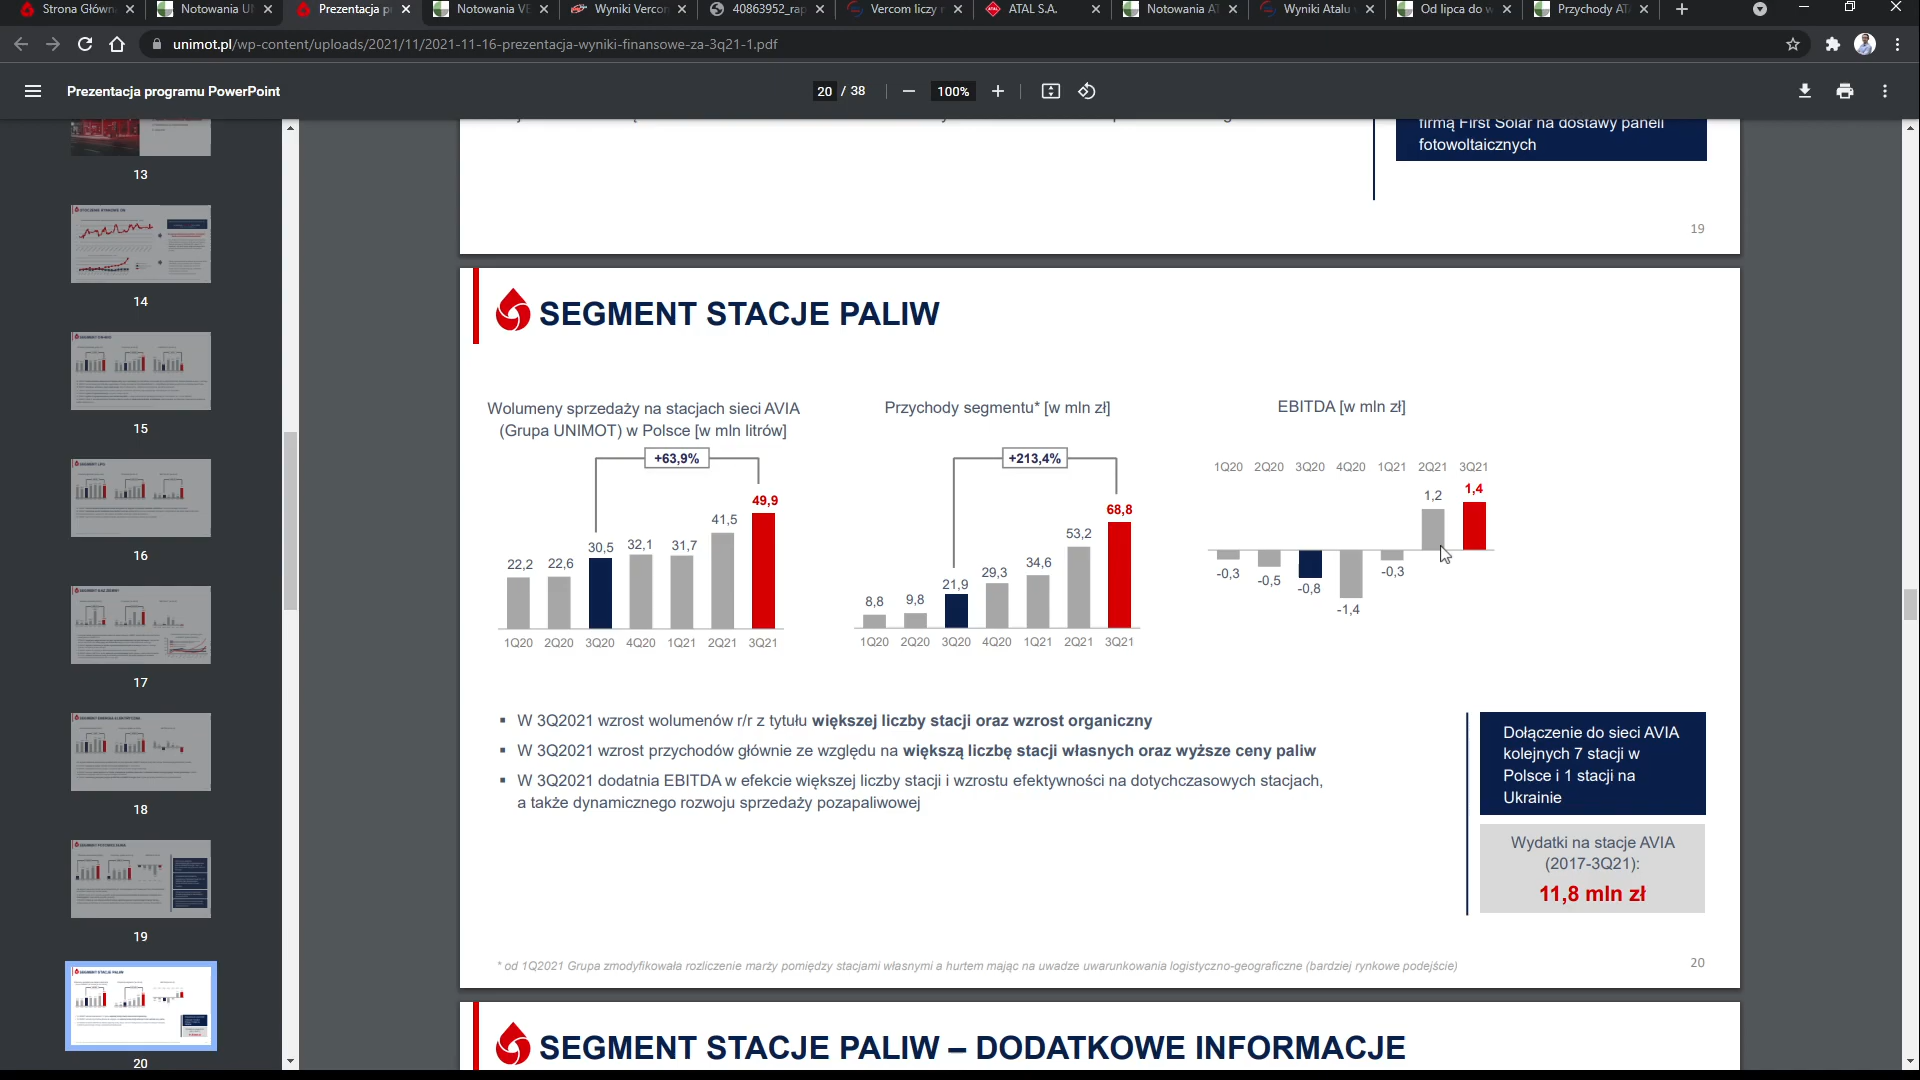 Strona Główn
Notowania UN
Prezentacja p
Notowania VE
Wyniki Vercon
40863952_rap
Vercom liczy n
ATAL S.A.
Notowania AT
Wyniki Atalu
Od lipca do w
Przychody AT
unimot.pl/wp-content/uploads/2021/11/2021-11-16-prezentacja-wyniki-finansowe-za-3q21-1.pdf
Prezentacja programu PowerPoint
20 / 38
100%
13
14
15
16
17
18
19
20
firmą First Solar na dostawy paneli
fotowoltaicznych
19
SEGMENT STACJE PALIW
Wolumeny sprzedaży na stacjach sieci AVIA
(Grupa UNIMOT) w Polsce [w mln litrów]
+63,9%
22,2 22,6 30,5 32,1 31,7 41,5 49,9
1Q20 2Q20 3Q20 4Q20 1Q21 2Q21 3Q21
Przychody segmentu* [w mln zł]
+213,4%
8,8 9,8 21,9 29,3 34,6 53,2 68,8
1Q20 2Q20 3Q20 4Q20 1Q21 2Q21 3Q21
EBITDA [w mln zł]
1Q20 2Q20 3Q20 4Q20 1Q21 2Q21 3Q21
-0,3 -0,5 -0,8 -1,4 -0,3 1,2 1,4
▪ W 3Q2021 wzrost wolumenów r/r z tytułu większej liczby stacji oraz wzrost organiczny
▪ W 3Q2021 wzrost przychodów głównie ze względu na większą liczbę stacji własnych oraz wyższe ceny paliw
▪ W 3Q2021 dodatnia EBITDA w efekcie większej liczby stacji i wzrostu efektywności na dotychczasowych stacjach,
a także dynamicznego rozwoju sprzedaży pozapaliwowej
Dołączenie do sieci AVIA
kolejnych 7 stacji w
Polsce i 1 stacji na
Ukrainie
Wydatki na stacje AVIA
(2017-3Q21):
11,8 mln zł
* od 1Q2021 Grupa zmodyfikowała rozliczenie marży pomiędzy stacjami własnymi a hurtem mając na uwadze uwarunkowania logistyczno-geograficzne (bardziej rynkowe podejście)
20
SEGMENT STACJE PALIW – DODATKOWE INFORMACJE